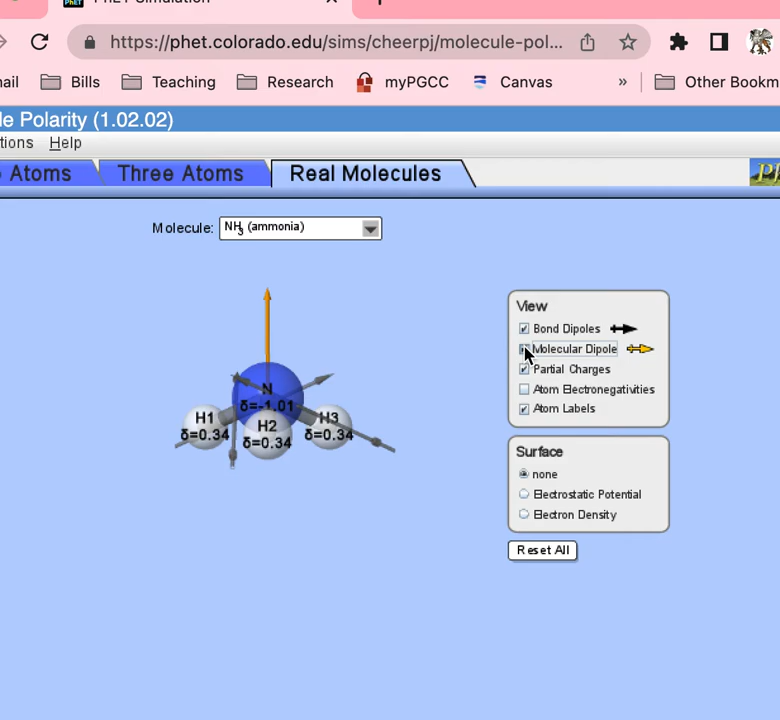 PhET Simulation
https://phet.colorado.edu/sims/cheerpj/molecule-pol...
Bills
Teaching
Research
myPGCC
Canvas
»
Other Bookm
le Polarity (1.02.02)
tions Help
Atoms
Three Atoms
Real Molecules
Molecule: NH3 (ammonia)
View
Bond Dipoles
Molecular Dipole
Partial Charges
Atom Electronegativities
Atom Labels
N
δ=-1.01
H1
δ=0.34
H2
δ=0.34
H3
δ=0.34
Surface
none
Electrostatic Potential
Electron Density
Reset All